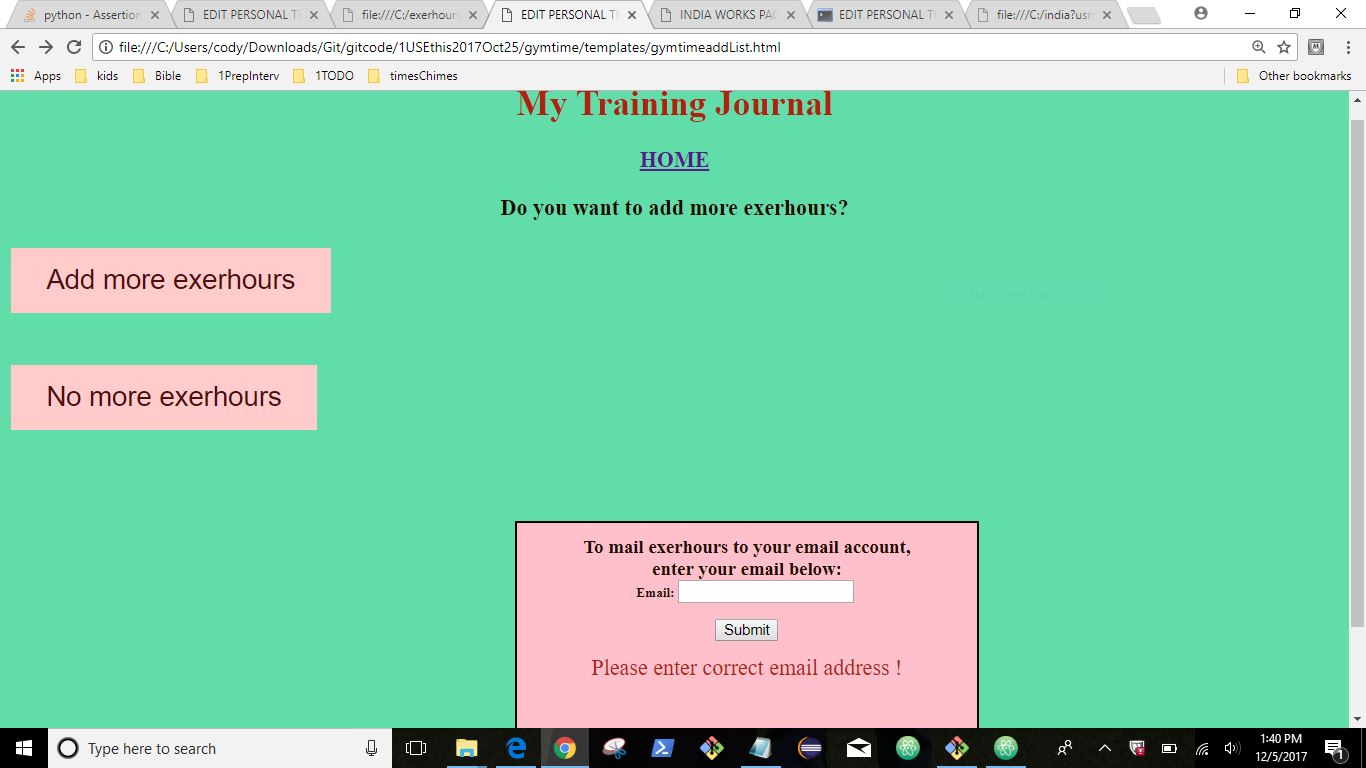 python - Assertion
EDIT PERSONAL T
file:///C:/exerhours
EDIT PERSONAL T
INDIA WORKS PAG
EDIT PERSONAL T
file:///C:/india?usr
file:///C:/Users/cody/Downloads/Git/gitcode/1USEthis2017Oct25/gymtime/templates/gymtimeaddList.html
Apps kids Bible 1PrepInterv 1TODO timesChimes Other bookmarks
My Training Journal
HOME
Do you want to add more exerhours?
Add more exerhours
No more exerhours
To mail exerhours to your email account,
enter your email below:
Email:
Submit
Please enter correct email address !
Type here to search
1:40 PM
12/5/2017
1